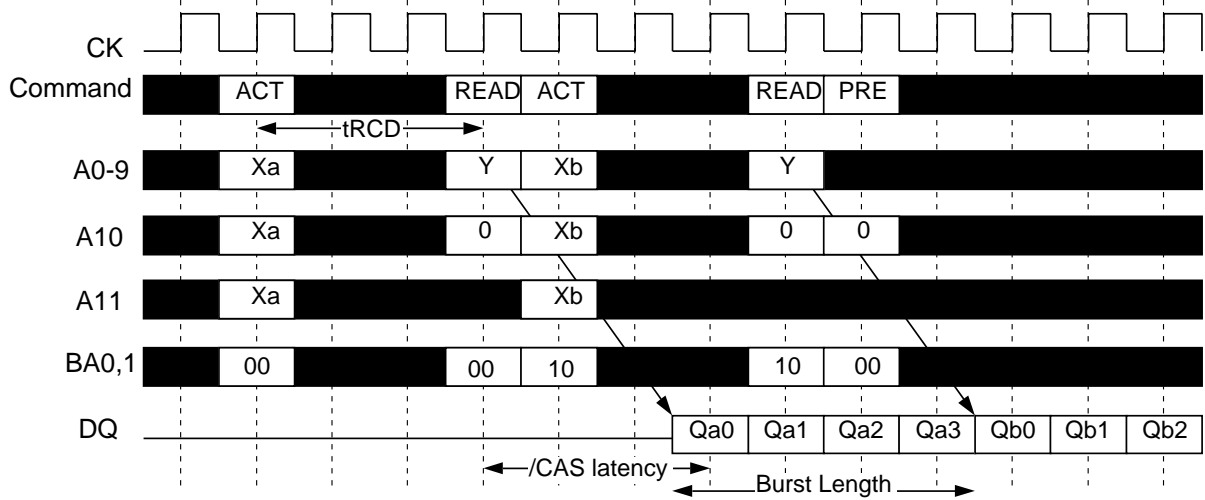 CK
Command ACT READ ACT READ PRE
tRCD
A0-9 Xa Y Xb Y
A10 Xa 0 Xb 0 0
A11 Xa Xb
BA0,1 00 00 10 10 00
DQ Qa0 Qa1 Qa2 Qa3 Qb0 Qb1 Qb2
/CAS latency
Burst Length